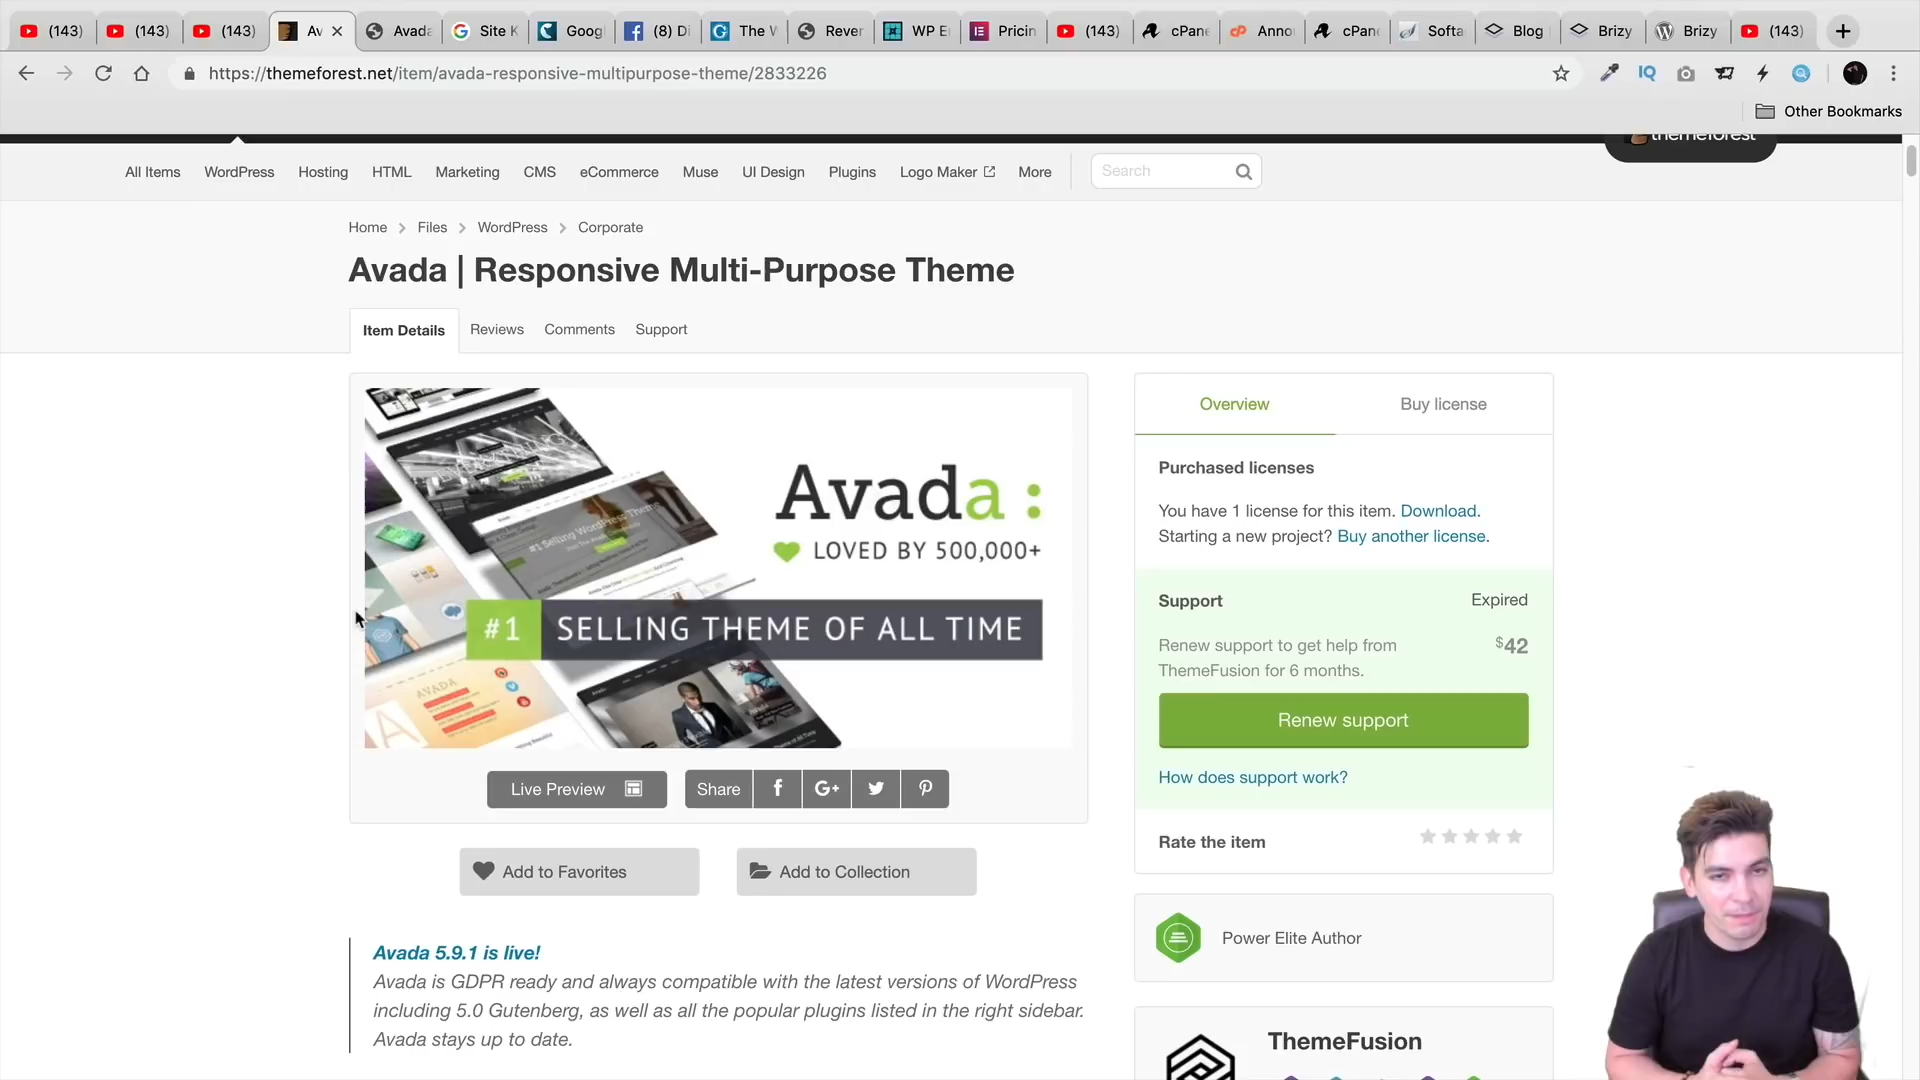 (143)
(143)
(143)
Av
Avada
Site K
Goog
(8) Di
The W
Rever
WP E
Pricin
(143)
cPane
Anno
cPane
Softa
Blog
Brizy
Brizy
(143)
https://themeforest.net/item/avada-responsive-multipurpose-theme/2833226
IQ
Other Bookmarks
themeforest
All Items
WordPress
Hosting
HTML
Marketing
CMS
eCommerce
Muse
UI Design
Plugins
Logo Maker
More
Search
Home
Files
WordPress
Corporate
Avada | Responsive Multi-Purpose Theme
Item Details
Reviews
Comments
Support
Avada :
LOVED BY 500,000+
#1 SELLING THEME OF ALL TIME
AVADA
Live Preview
Share
G+
Add to Favorites
Add to Collection
Avada 5.9.1 is live!
Avada is GDPR ready and always compatible with the latest versions of WordPress
including 5.0 Gutenberg, as well as all the popular plugins listed in the right sidebar.
Avada stays up to date.
Overview
Buy license
Purchased licenses
You have 1 license for this item. Download.
Starting a new project? Buy another license.
Support
Expired
Renew support to get help from
ThemeFusion for 6 months.
$42
Renew support
How does support work?
Rate the item
Power Elite Author
ThemeFusion